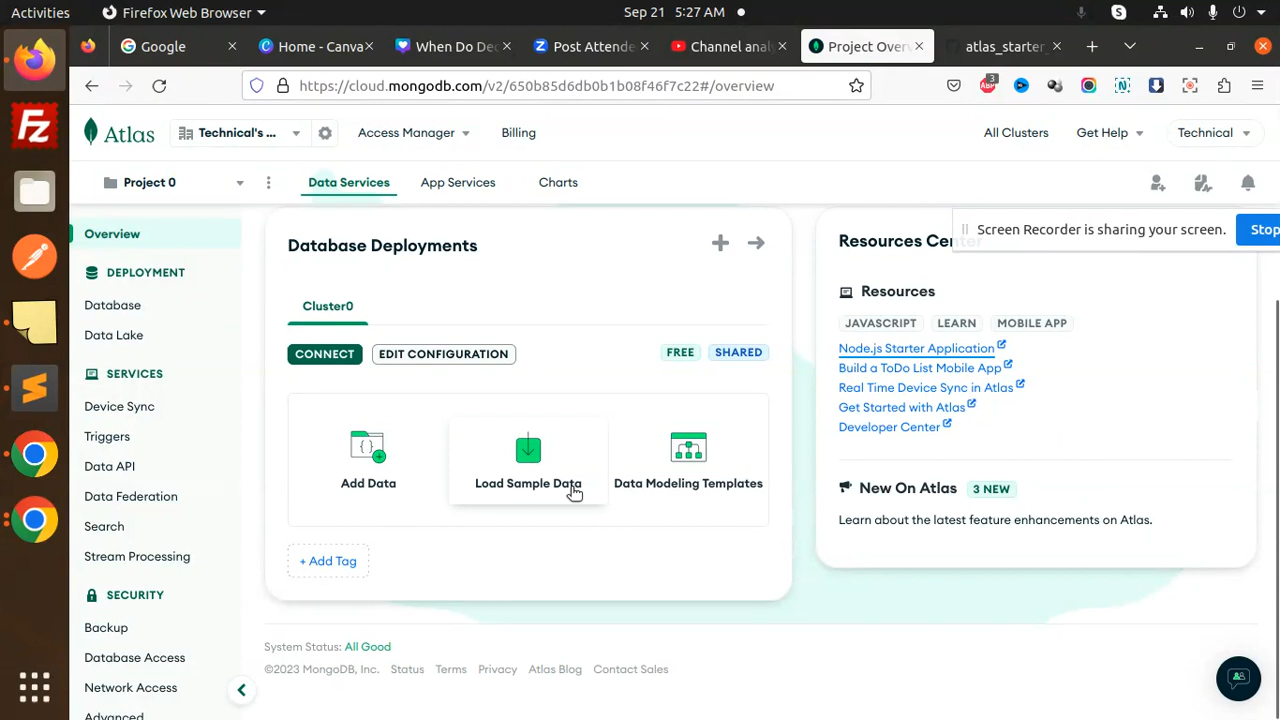 Activities
Firefox Web Browser
Sep 21  5:27 AM
Google
Home - Canva
When Do Dec
Post Attende
Channel anal
Project Over
atlas_starter_
https://cloud.mongodb.com/v2/650b85d6db0b1b08f46f7c22#/overview
3
ABP
N
Atlas
Technical's ...
Access Manager
Billing
All Clusters
Get Help
Technical
Project 0
Data Services
App Services
Charts
Screen Recorder is sharing your screen.
Stop
Overview
DEPLOYMENT
Database
Data Lake
SERVICES
Device Sync
Triggers
Data API
Data Federation
Search
Stream Processing
SECURITY
Backup
Database Access
Network Access
Advanced
Database Deployments
Cluster0
CONNECT
EDIT CONFIGURATION
FREE
SHARED
Add Data
Load Sample Data
Data Modeling Templates
+ Add Tag
Resources Center
Resources
JAVASCRIPT
LEARN
MOBILE APP
Node.js Starter Application
Build a ToDo List Mobile App
Real Time Device Sync in Atlas
Get Started with Atlas
Developer Center
New On Atlas
3 NEW
Learn about the latest feature enhancements on Atlas.
System Status: All Good
©2023 MongoDB, Inc.
Status
Terms
Privacy
Atlas Blog
Contact Sales